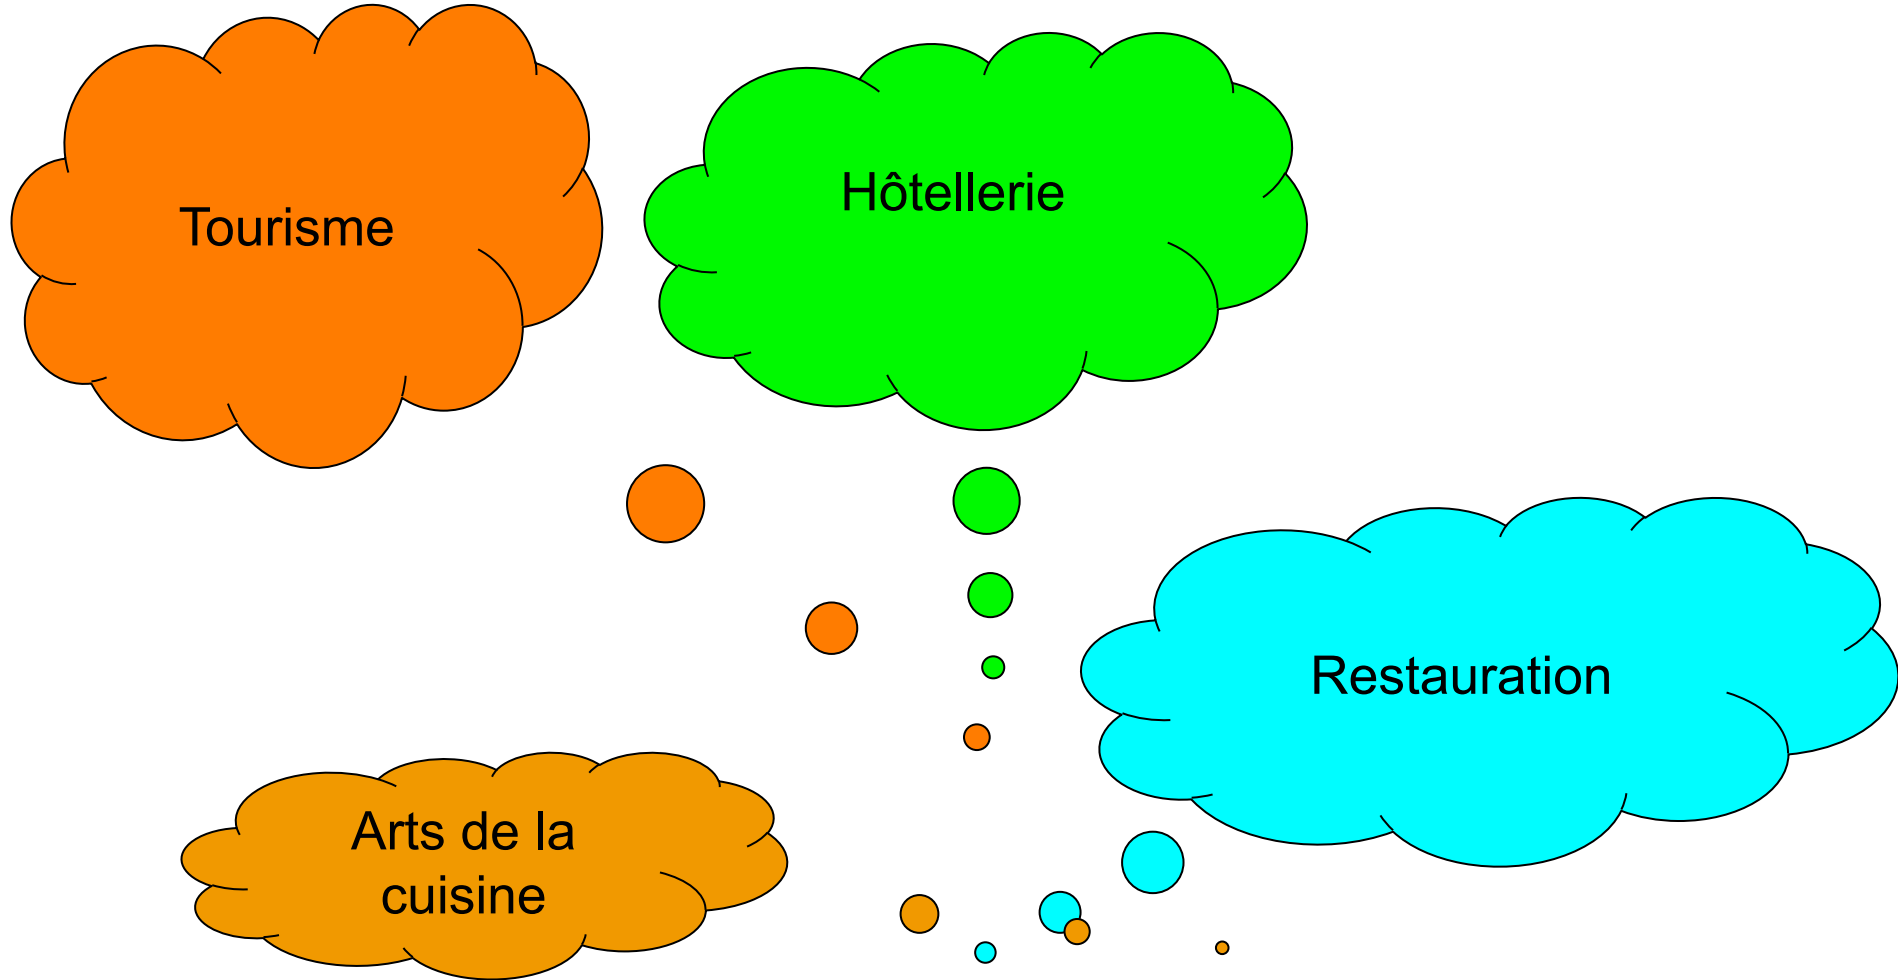 Tourisme
Hôtellerie
Restauration
Arts de la
cuisine